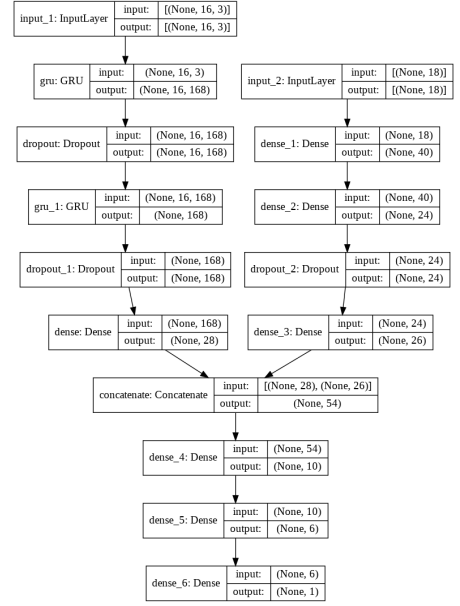 input_1: InputLayer input: [(None, 16, 3)]
output: [(None, 16, 3)]
gru: GRU input: (None, 16, 3)
output: (None, 16, 168)
input_2: InputLayer input: [(None, 18)]
output: [(None, 18)]
dropout: Dropout input: (None, 16, 168)
output: (None, 16, 168)
dense_1: Dense input: (None, 18)
output: (None, 40)
gru_1: GRU input: (None, 16, 168)
output: (None, 168)
dense_2: Dense input: (None, 40)
output: (None, 24)
dropout_1: Dropout input: (None, 168)
output: (None, 168)
dropout_2: Dropout input: (None, 24)
output: (None, 24)
dense: Dense input: (None, 168)
output: (None, 28)
dense_3: Dense input: (None, 24)
output: (None, 26)
concatenate: Concatenate input: [(None, 28), (None, 26)]
output: (None, 54)
dense_4: Dense input: (None, 54)
output: (None, 10)
dense_5: Dense input: (None, 10)
output: (None, 6)
dense_6: Dense input: (None, 6)
output: (None, 1)